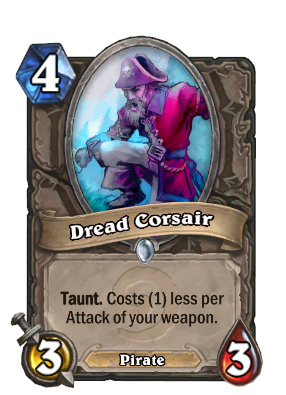 4
Dread Corsair
Taunt. Costs (1) less per
Attack of your weapon.
3
Pirate
3